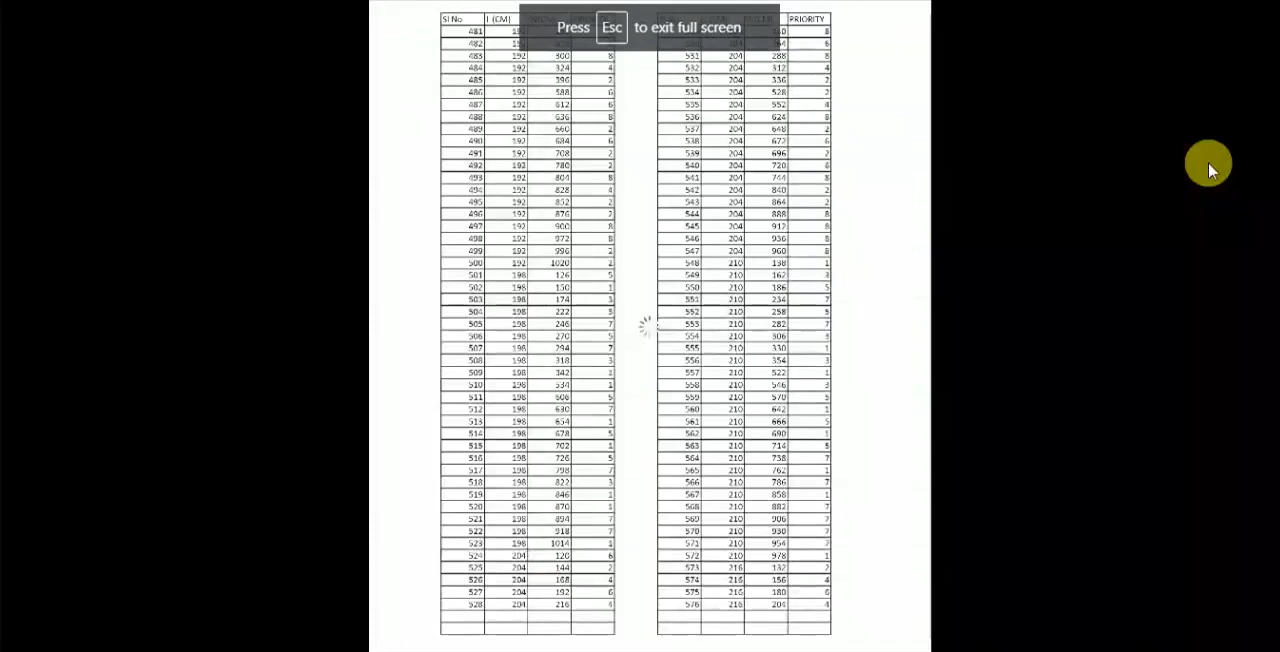 Press Esc to exit full screen
Sl No I (CM)
481
482
483 192 300 8
484 192 324 4
485 192 396 2
486 192 588 6
487 192 612 6
488 192 636 8
489 192 660 2
490 192 684 6
491 192 708 2
492 192 780 2
493 192 804 8
494 192 828 4
495 192 852 2
496 192 876 2
497 192 900 8
498 192 972 8
499 192 996 2
500 192 1020 2
501 198 126 5
502 198 150 1
503 198 174 3
504 198 222 3
505 198 246 7
506 198 270 5
507 198 294 7
508 198 318 3
509 198 342 1
510 198 534 1
511 198 606 5
512 198 630 7
513 198 654 1
514 198 678 5
515 198 702 1
516 198 726 5
517 198 798 7
518 198 822 3
519 198 846 1
520 198 870 1
521 198 894 7
522 198 918 7
523 198 1014 1
524 204 120 6
525 204 144 2
526 204 168 4
527 204 192 6
528 204 216 4
PRIORITY
8
6
531 204 288 8
532 204 312 4
533 204 336 2
534 204 528 2
535 204 552 4
536 204 624 8
537 204 648 2
538 204 672 6
539 204 696 2
540 204 720 6
541 204 744 8
542 204 840 2
543 204 864 2
544 204 888 8
545 204 912 8
546 204 936 8
547 204 960 8
548 210 138 1
549 210 162 3
550 210 186 5
551 210 234 7
552 210 258 5
553 210 282 7
554 210 306 3
555 210 330 1
556 210 354 3
557 210 522 1
558 210 546 3
559 210 570 5
560 210 642 1
561 210 666 5
562 210 690 1
563 210 714 5
564 210 738 7
565 210 762 1
566 210 786 7
567 210 858 1
568 210 882 7
569 210 906 7
570 210 930 7
571 210 954 7
572 210 978 1
573 216 132 2
574 216 156 4
575 216 180 6
576 216 204 4